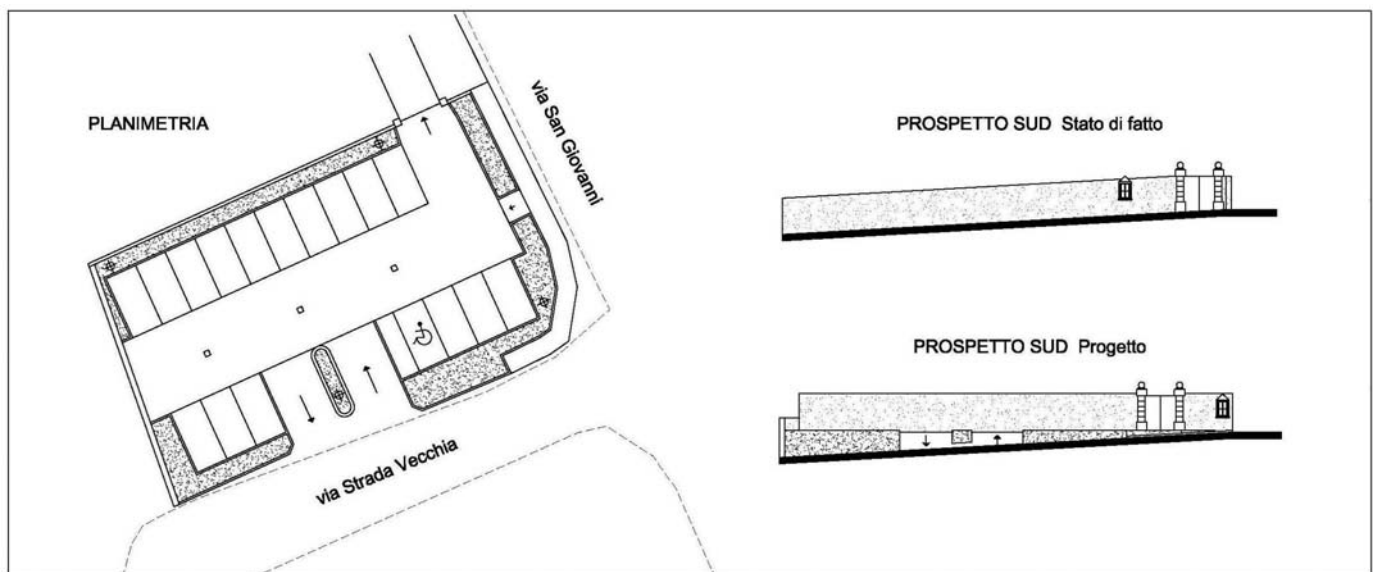 PLANIMETRIA
via San Giovanni
via Strada Vecchia
PROSPETTO SUD Stato di fatto
PROSPETTO SUD Progetto